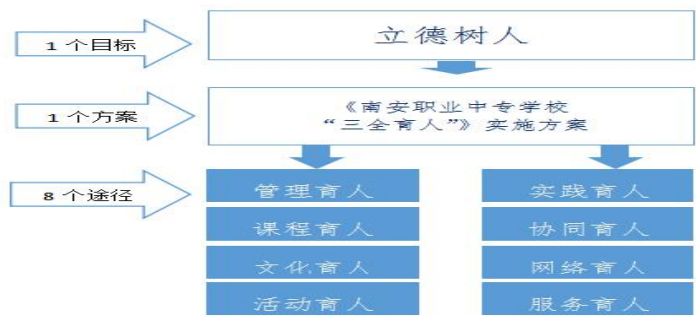 1 个目标
立德树人
1 个方案
《南安职业中专学校
“三全育人”》实施方案
8 个途径
管理育人
实践育人
课程育人
协同育人
文化育人
网络育人
活动育人
服务育人